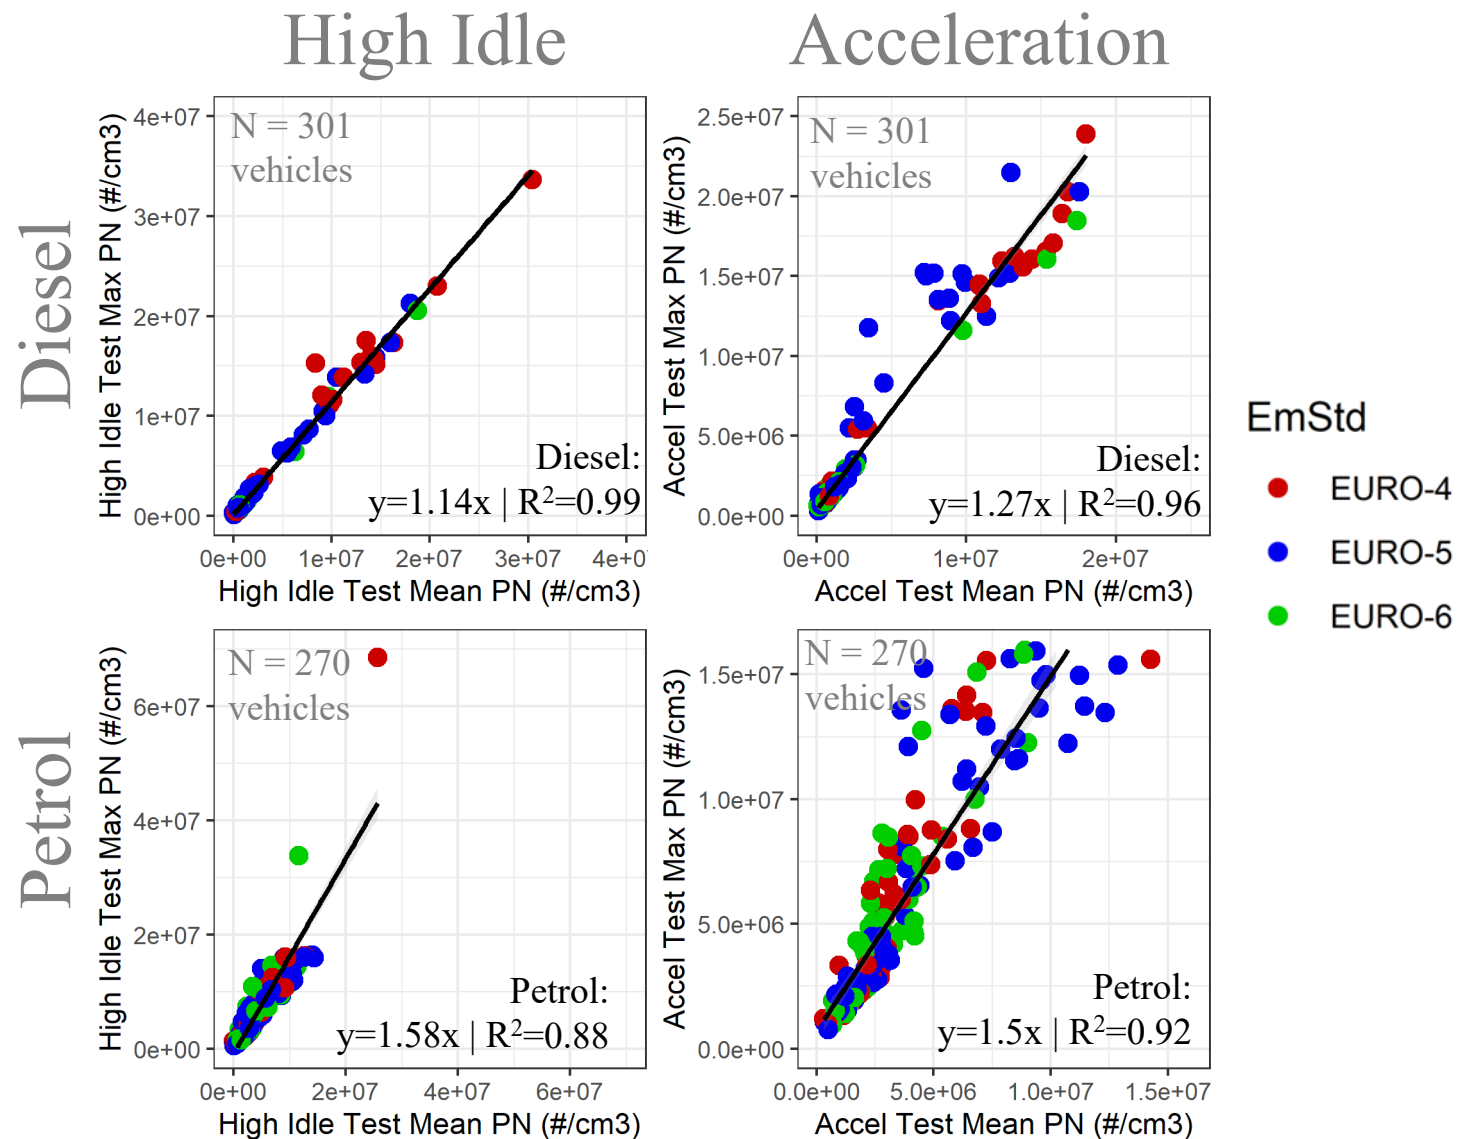 High Idle
Acceleration
Diesel
Petrol
High Idle Test Max PN (#/cm3)
4e+07
3e+07
2e+07
1e+07
0e+00
N = 301
vehicles
Diesel:
y=1.14x | R²=0.99
0e+00 1e+07 2e+07 3e+07 4e+0
High Idle Test Mean PN (#/cm3)
Accel Test Max PN (#/cm3)
2.5e+07
2.0e+07
1.5e+07
1.0e+07
5.0e+06
0.0e+00
N = 301
vehicles
Diesel:
y=1.27x | R²=0.96
0e+00 1e+07 2e+07
Accel Test Mean PN (#/cm3)
EmStd
EURO-4
EURO-5
EURO-6
High Idle Test Max PN (#/cm3)
6e+07
4e+07
2e+07
0e+00
N = 270
vehicles
Petrol:
y=1.58x | R²=0.88
0e+00 2e+07 4e+07 6e+07
High Idle Test Mean PN (#/cm3)
Accel Test Max PN (#/cm3)
1.5e+07
1.0e+07
5.0e+06
0.0e+00
N = 270
vehicles
Petrol:
y=1.5x | R²=0.92
0.0e+00 5.0e+06 1.0e+07 1.5e+07
Accel Test Mean PN (#/cm3)